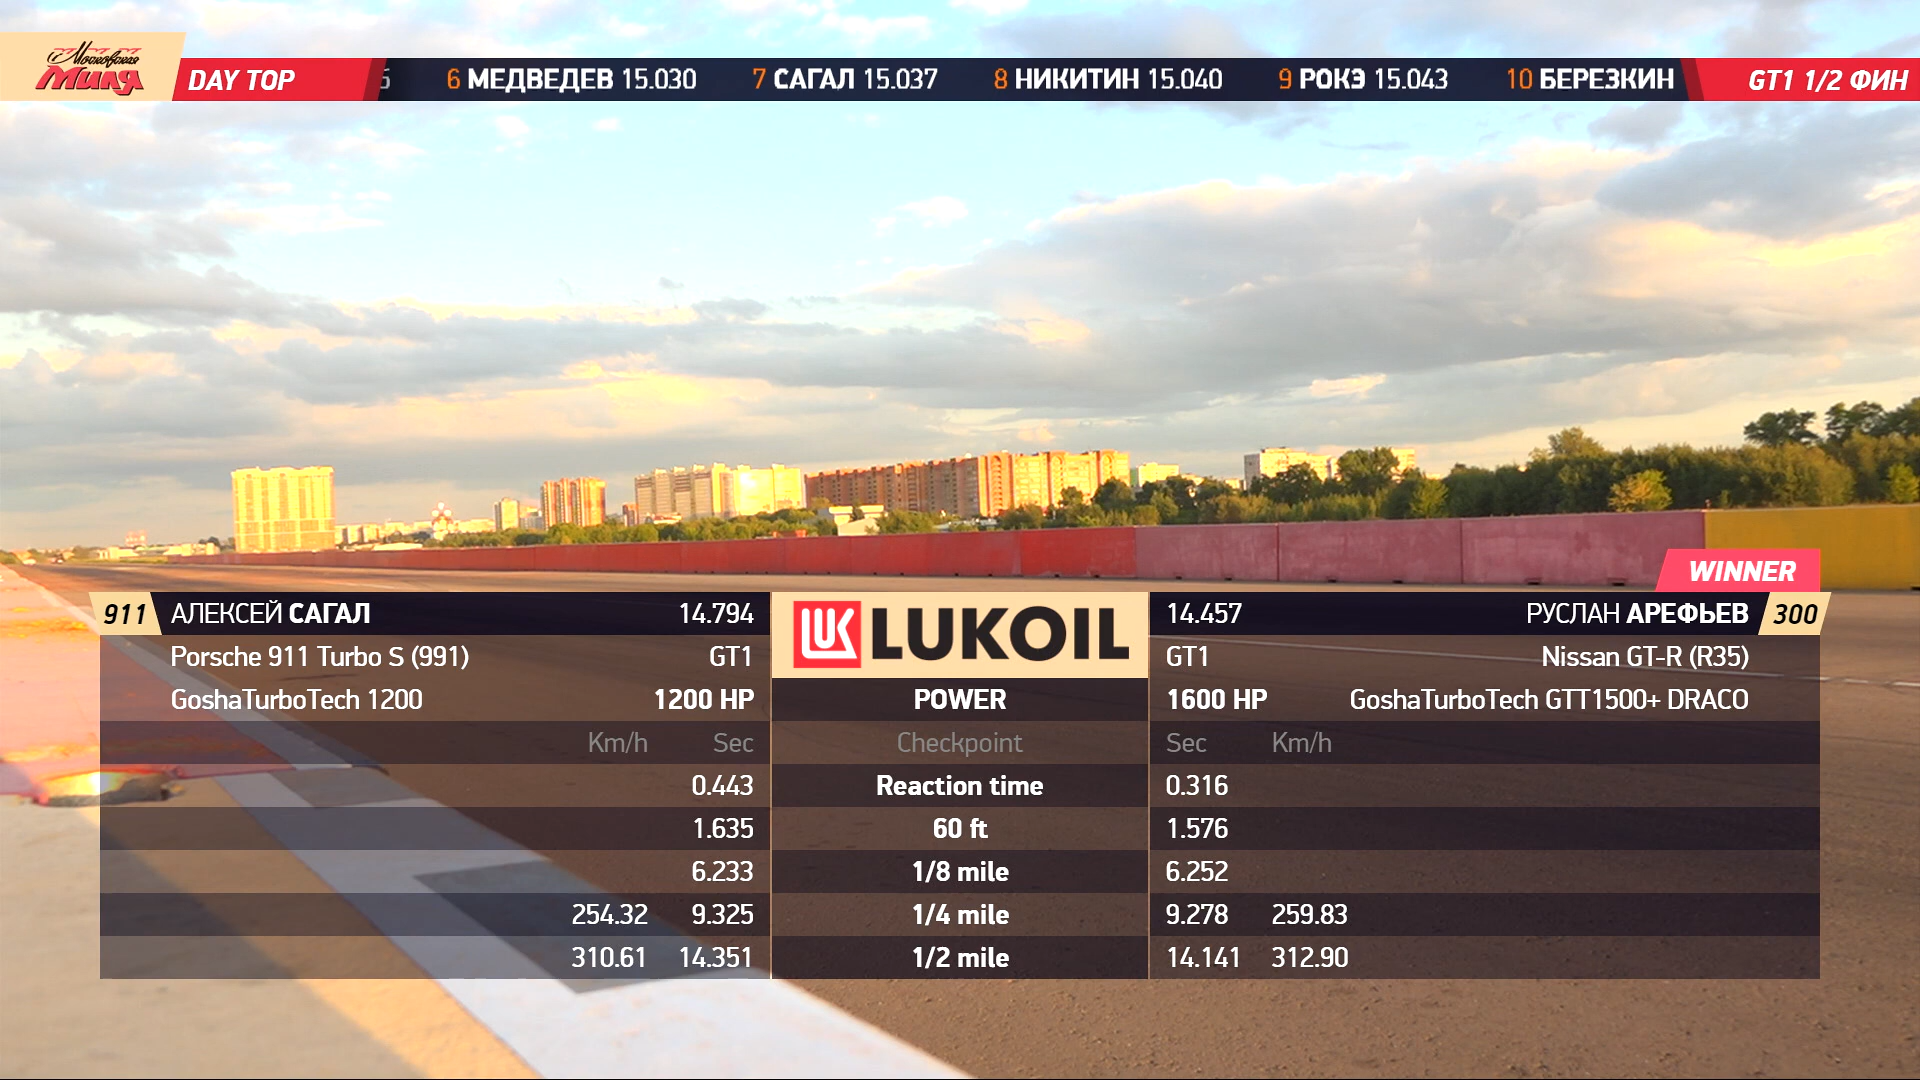 Московская
Миля
DAY TOP
6 МЕДВЕДЕВ 15.030 7 САГАЛ 15.037 8 НИКИТИН 15.040 9 РОКЭ 15.043 10 БЕРЕЗКИН
GT1 1/2 ФИН
WINNER
911 АЛЕКСЕЙ САГАЛ 14.794 LUKOIL 14.457 РУСЛАН АРЕФЬЕВ 300
Porsche 911 Turbo S (991) GT1 GT1 Nissan GT-R (R35)
GoshaTurboTech 1200 1200 HP POWER 1600 HP GoshaTurboTech GTT1500+ DRACO
Km/h Sec Checkpoint Sec Km/h
0.443 Reaction time 0.316
1.635 60 ft 1.576
6.233 1/8 mile 6.252
254.32 9.325 1/4 mile 9.278 259.83
310.61 14.351 1/2 mile 14.141 312.90